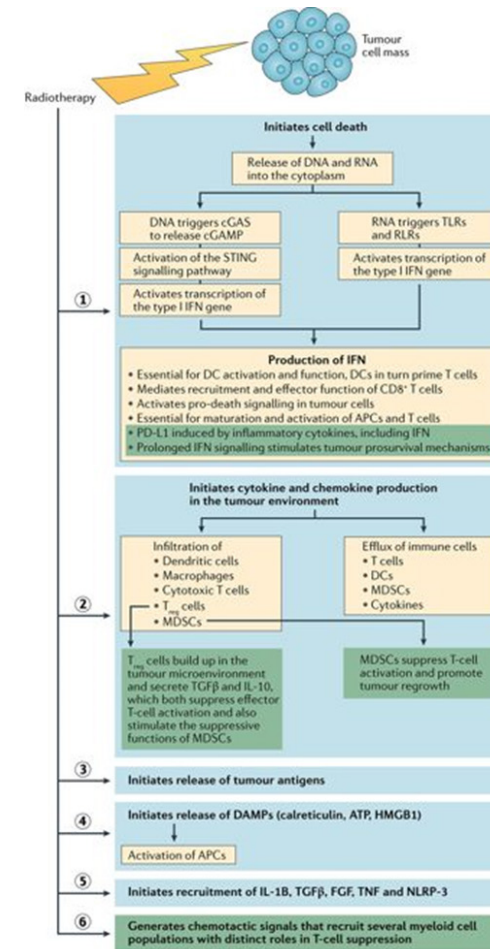 Tumour
cell mass
Radiotherapy
①
Initiates cell death
Release of DNA and RNA
into the cytoplasm
DNA triggers cGAS
to release cGAMP
Activation of the STING
signalling pathway
Activates transcription of
the type I IFN gene
RNA triggers TLRs
and RLRs
Activates transcription of
the type I IFN gene
Production of IFN
• Essential for DC activation and function, DCs in turn prime T cells
• Mediates recruitment and effector function of CD8⁺ T cells
• Activates pro-death signalling in tumour cells
• Essential for maturation and activation of APCs and T cells
• PD-L1 induced by inflammatory cytokines, including IFN
• Prolonged IFN signalling stimulates tumour prosurvival mechanisms
②
Initiates cytokine and chemokine production
in the tumour environment
Infiltration of
• Dendritic cells
• Macrophages
• Cytotoxic T cells
• Treg cells
• MDSCs
Efflux of immune cells
• T cells
• DCs
• MDSCs
• Cytokines
Treg cells build up in the
tumour microenvironment
and secrete TGFβ and IL-10,
which both suppress effector
T-cell activation and also
stimulate the suppressive
functions of MDSCs
MDSCs suppress T-cell
activation and promote
tumour regrowth
③
Initiates release of tumour antigens
④
Initiates release of DAMPs (calreticulin, ATP, HMGB1)
Activation of APCs
⑤
Initiates recruitment of IL-1B, TGFβ, FGF, TNF and NLRP-3
⑥
Generates chemotactic signals that recruit several myeloid cell
populations with distinct roles in T-cell suppression